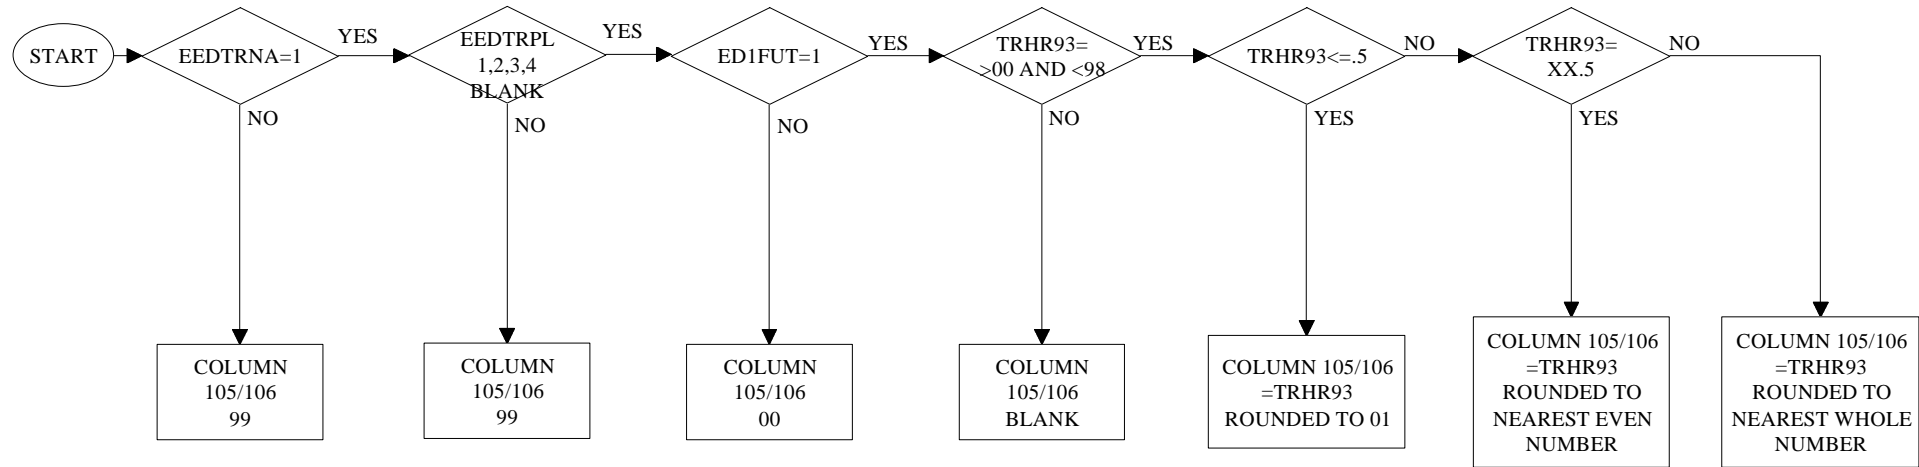 START
EEDTRNA=1
YES
NO
EEDTRPL
1,2,3,4
BLANK
YES
NO
ED1FUT=1
YES
NO
TRHR93=
>00 AND <98
YES
NO
TRHR93<=.5
NO
YES
TRHR93=
XX.5
NO
YES
COLUMN
105/106
99
COLUMN
105/106
99
COLUMN
105/106
00
COLUMN
105/106
BLANK
COLUMN 105/106
=TRHR93
ROUNDED TO 01
COLUMN 105/106
=TRHR93
ROUNDED TO
NEAREST EVEN
NUMBER
COLUMN 105/106
=TRHR93
ROUNDED TO
NEAREST WHOLE
NUMBER